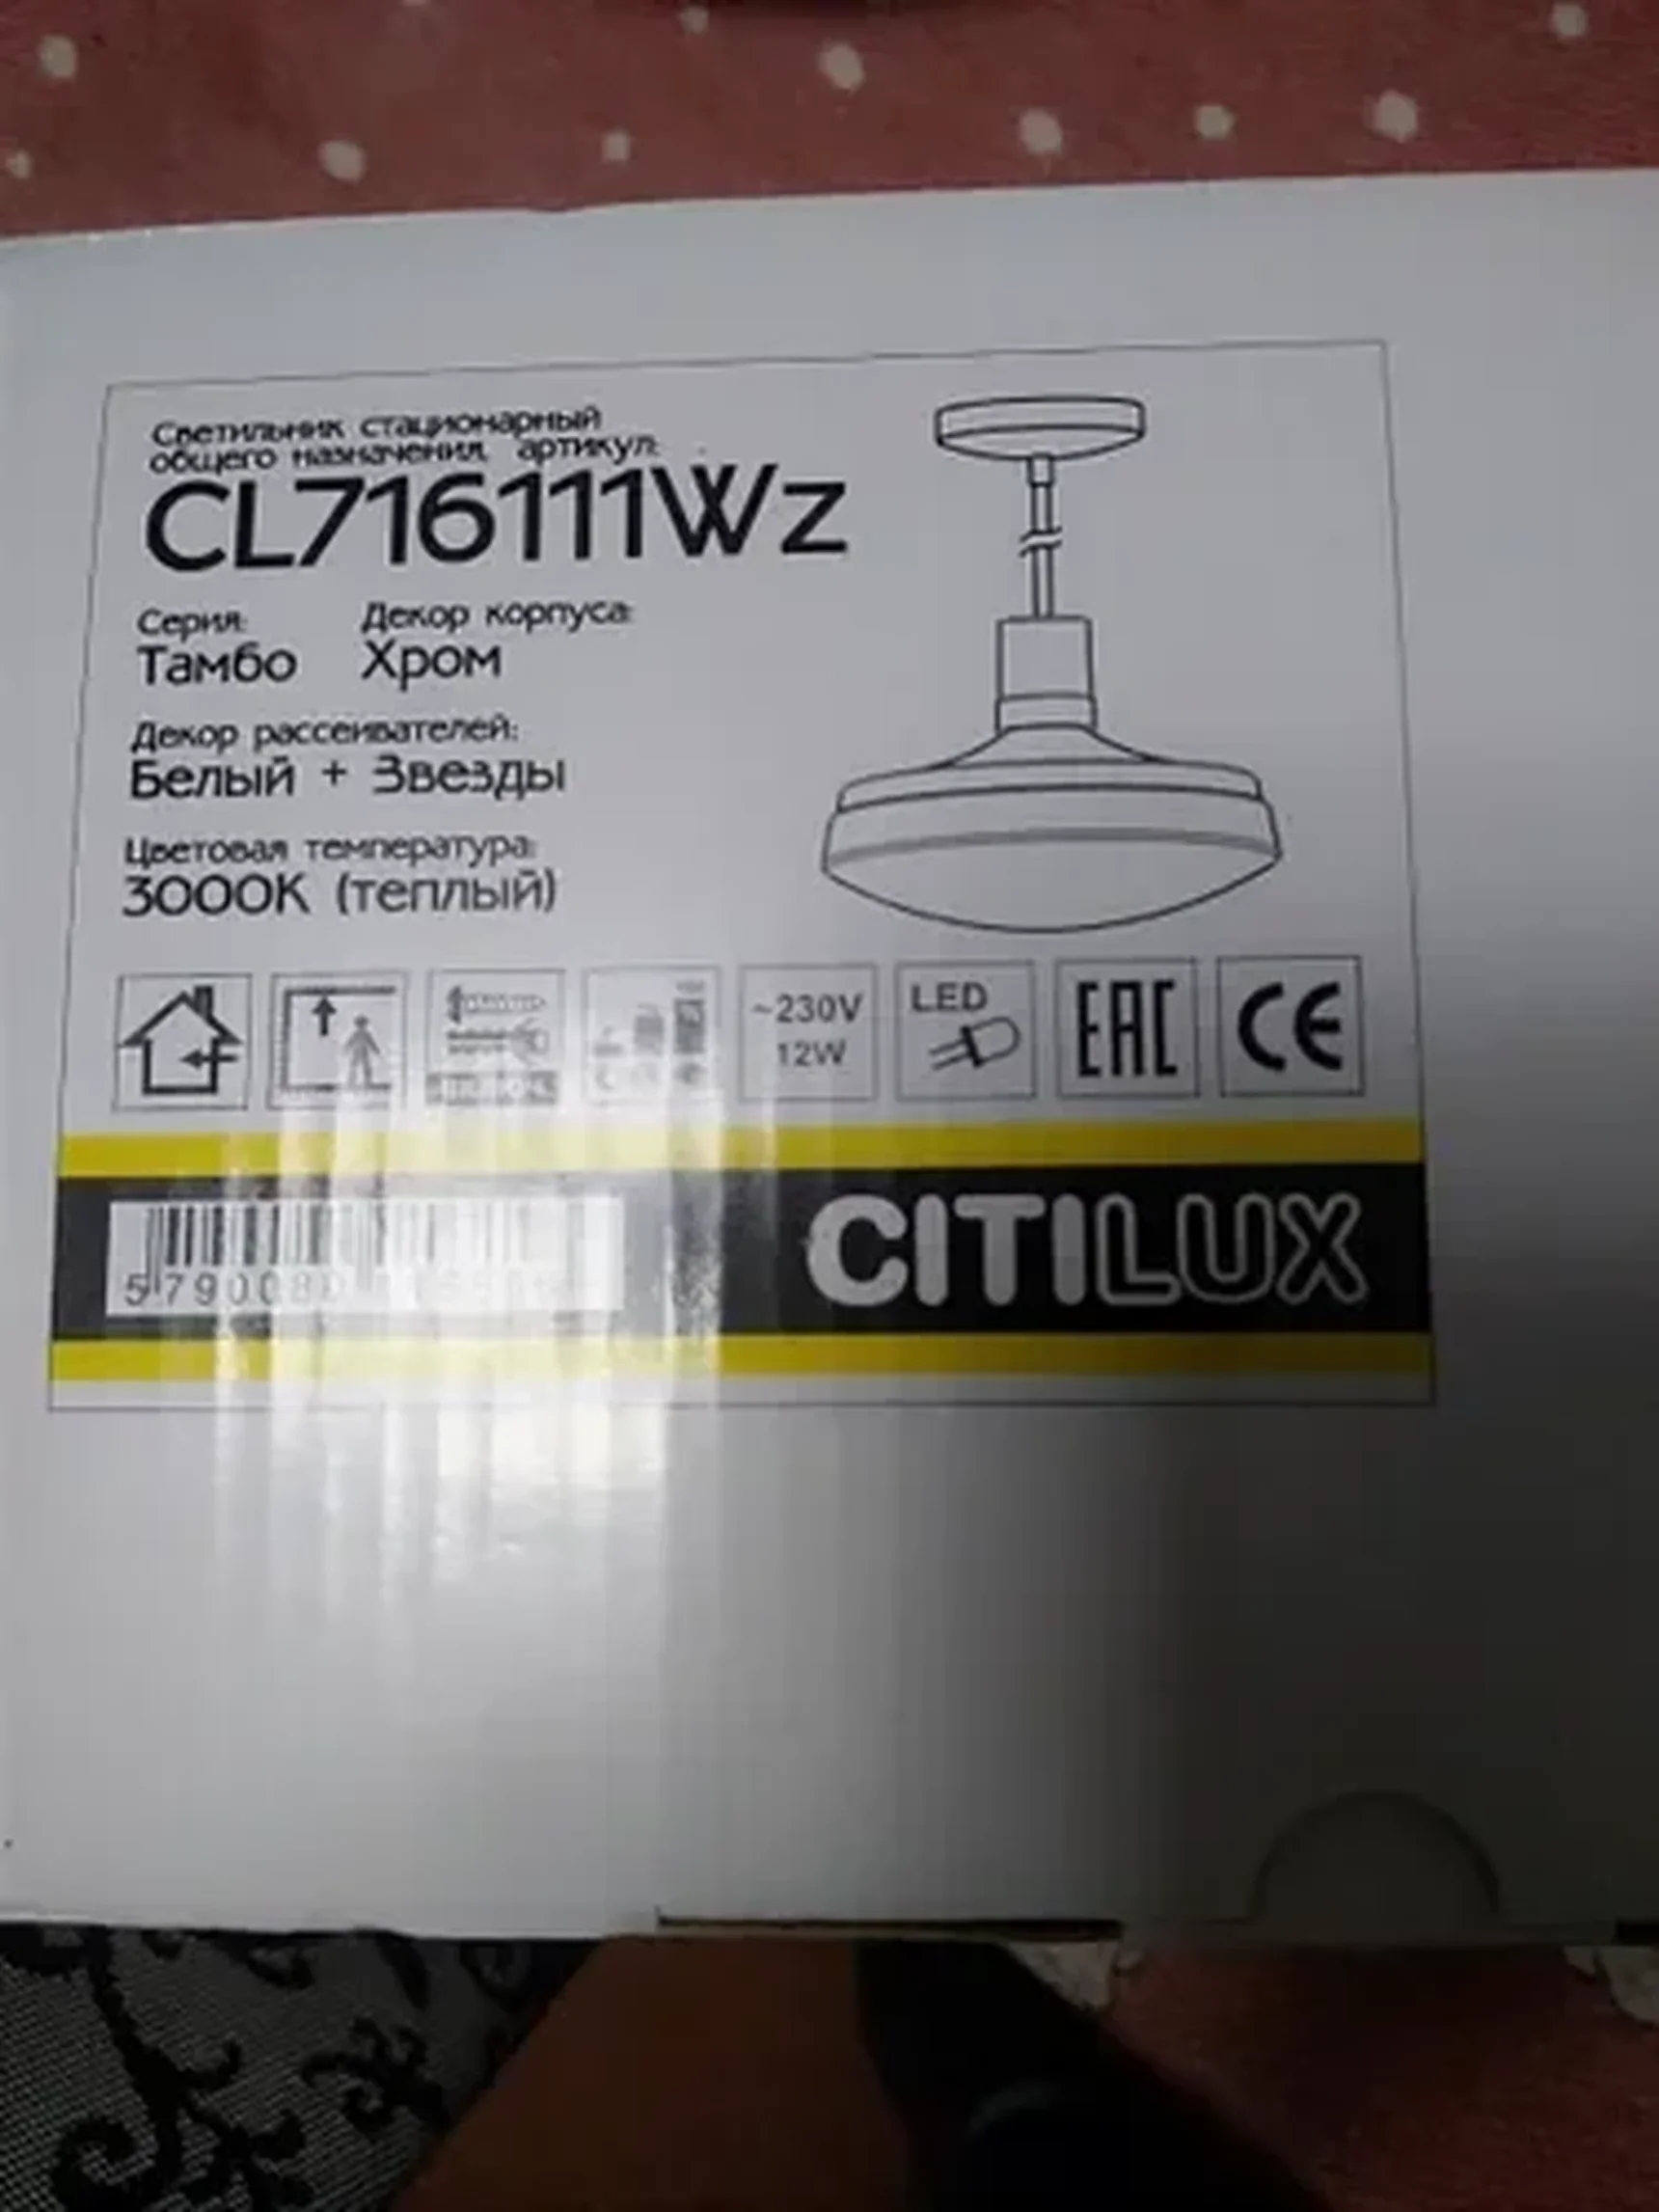 Светильник стационарный
общего назначения артикул:
CL716111Wz
Серия: Декор корпуса:
Тамбо Хром
Декор рассеивателей:
Белый + Звезды
Цветовая температура:
3000К (теплый)
~230V
12W
LED
EAC
CE
CITILUX